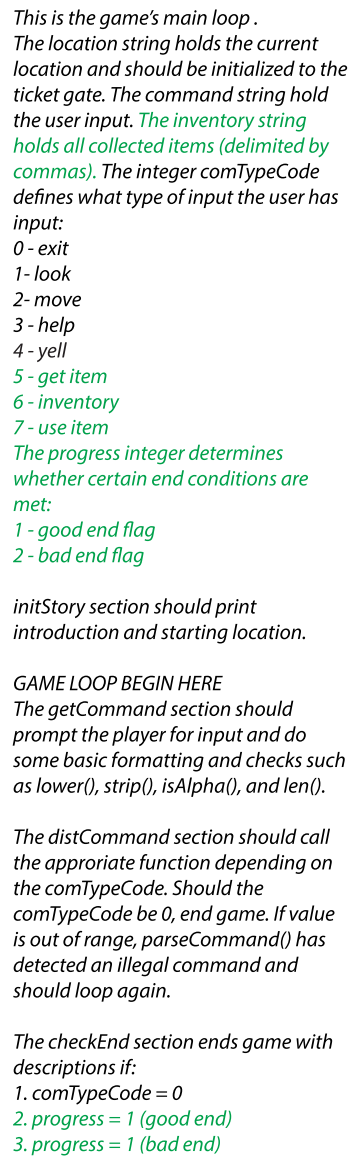 This is the game's main loop .
The location string holds the current
location and should be initialized to the
ticket gate. The command string hold
the user input. The inventory string
holds all collected items (delimited by
commas). The integer comTypeCode
defines what type of input the user has
input:
0 - exit
1- look
2- move
3 - help
4 - yell
5 - get item
6 - inventory
7 - use item
The progress integer determines
whether certain end conditions are
met:
1 - good end flag
2 - bad end flag
initStory section should print
introduction and starting location.
GAME LOOP BEGIN HERE
The getCommand section should
prompt the player for input and do
some basic formatting and checks such
as lower(), strip(), isAlpha(), and len().
The distCommand section should call
the approriate function depending on
the comTypeCode. Should the
comTypeCode be 0, end game. If value
is out of range, parseCommand() has
detected an illegal command and
should loop again.
The checkEnd section ends game with
descriptions if:
1. comTypeCode = 0
2. progress = 1 (good end)
3. progress = 1 (bad end)